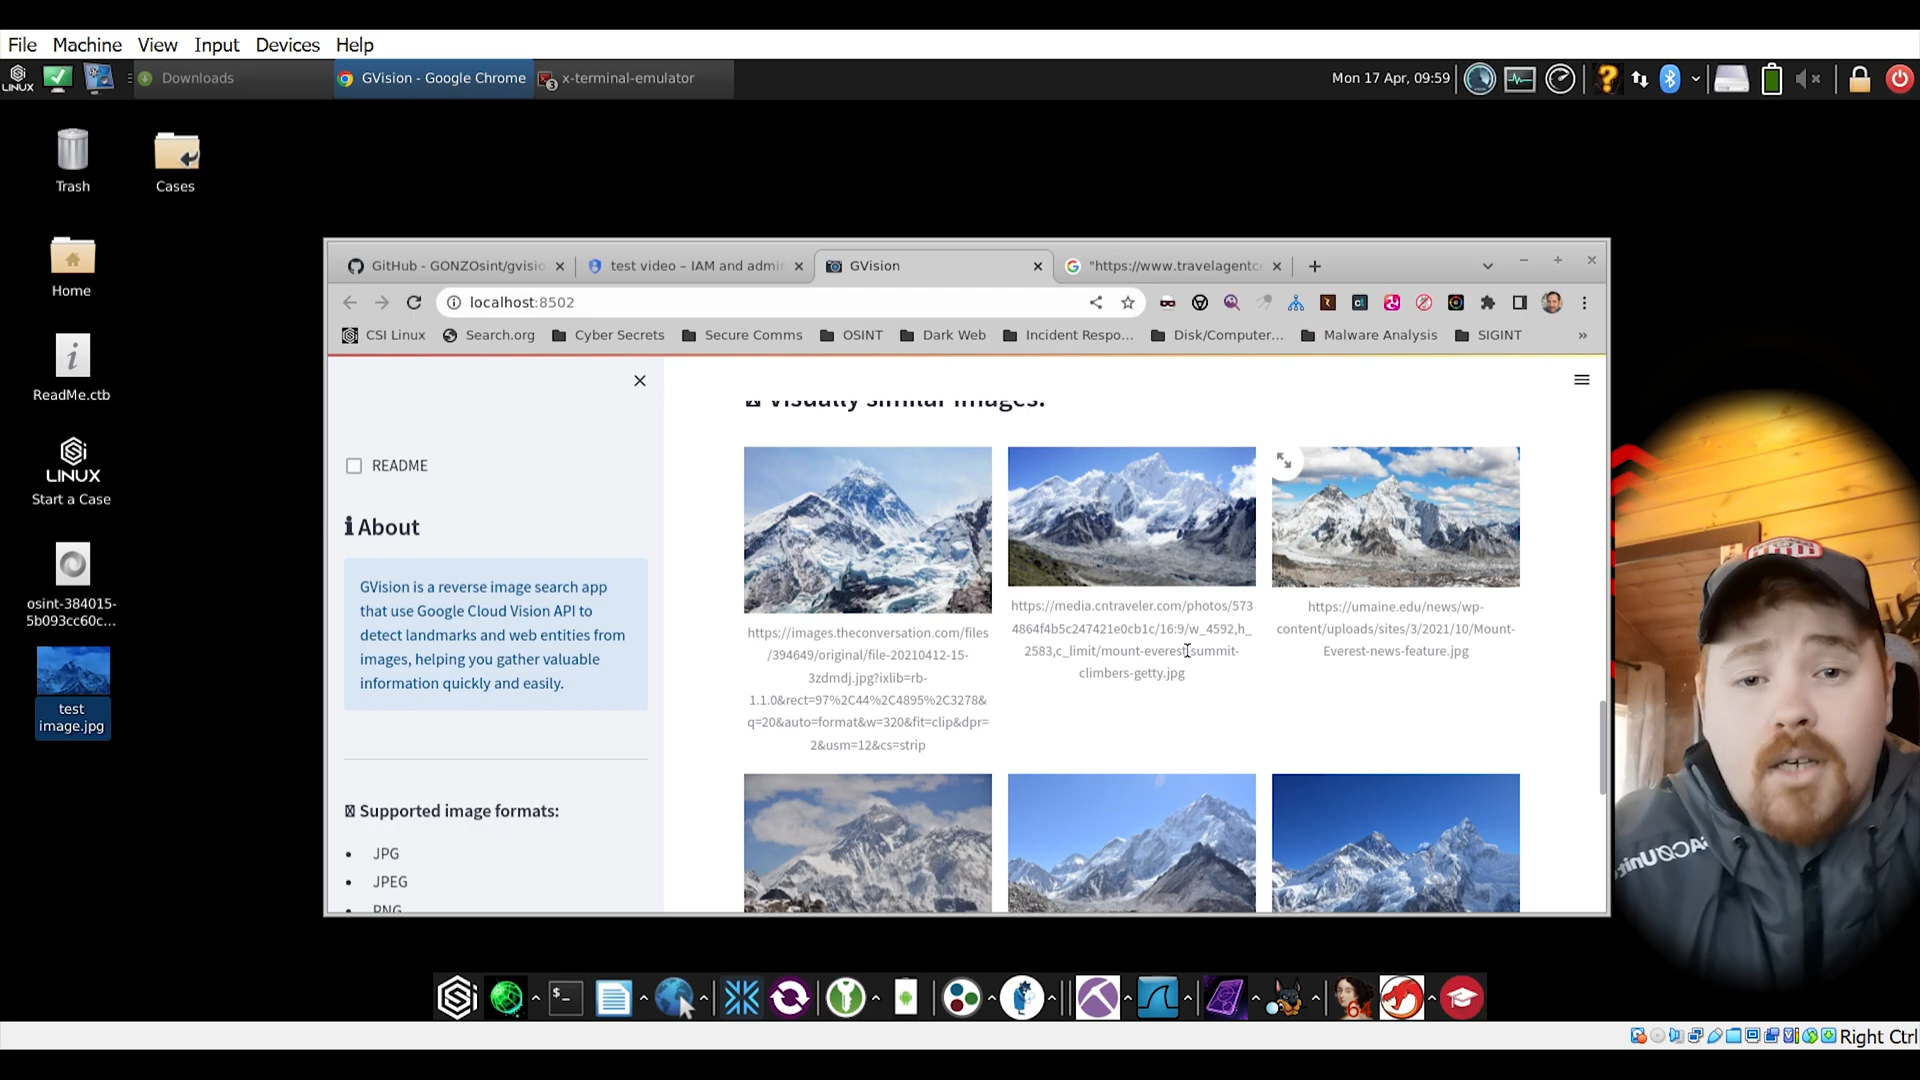 File Machine View Input Devices Help
LINUX
Downloads
GVision - Google Chrome
3
x-terminal-emulator
Mon 17 Apr, 09:59
Trash
Cases
Home
ReadMe.ctb
LINUX
Start a Case
osint-384015-
5b093cc60c...
test
image.jpg
GitHub - GONZOsint/gvisio
test video – IAM and admi
GVision
"https://www.travelagentc
localhost:8502
CSI Linux Search.org Cyber Secrets Secure Comms OSINT Dark Web Incident Respo... Disk/Computer... Malware Analysis SIGINT »
README
About
GVision is a reverse image search app
that use Google Cloud Vision API to
detect landmarks and web entities from
images, helping you gather valuable
information quickly and easily.
Supported image formats:
• JPG
• JPEG
PNG
Visually similar images:
https://images.theconversation.com/files
/394649/original/file-20210412-15-
3zdmdj.jpg?ixlib=rb-
1.1.0&rect=97%2C44%2C4895%2C3278&
q=20&auto=format&w=320&fit=clip&dpr=
2&usm=12&cs=strip
https://media.cntraveler.com/photos/573
4864f4b5c247421e0cb1c/16:9/w_4592,h_
2583,c_limit/mount-everest-summit-
climbers-getty.jpg
https://umaine.edu/news/wp-
content/uploads/sites/3/2021/10/Mount-
Everest-news-feature.jpg
64
Right Ctrl